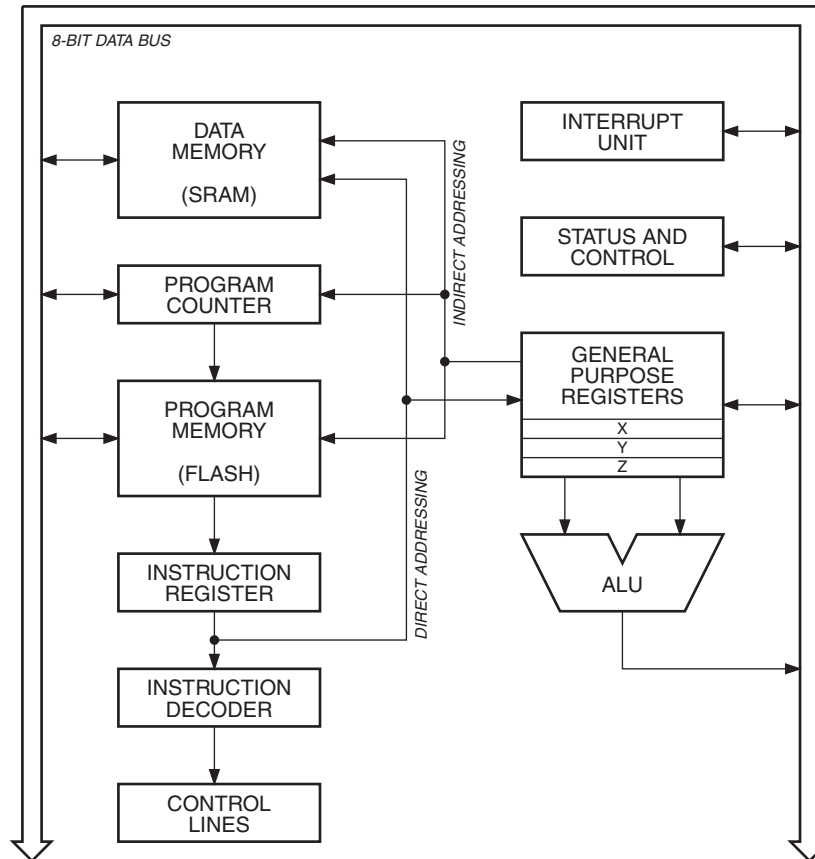 8-BIT DATA BUS
DATA
MEMORY
(SRAM)
PROGRAM
COUNTER
PROGRAM
MEMORY
(FLASH)
INSTRUCTION
REGISTER
INSTRUCTION
DECODER
CONTROL
LINES
INDIRECT ADDRESSING
DIRECT ADDRESSING
INTERRUPT
UNIT
STATUS AND
CONTROL
GENERAL
PURPOSE
REGISTERS
X
Y
Z
ALU